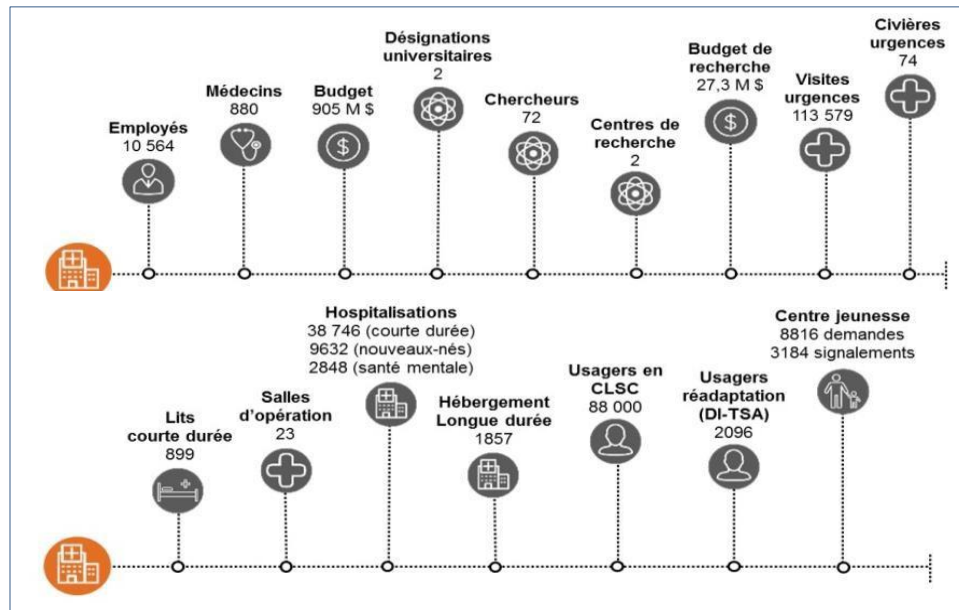 Employés
10 564
Médecins
880
Budget
905 M $
Désignations
universitaires
2
Chercheurs
72
Centres de
recherche
2
Budget de
recherche
27,3 M $
Visites
urgences
113 579
Civières
urgences
74
Lits
courte durée
899
Salles
d'opération
23
Hospitalisations
38 746 (courte durée)
9632 (nouveaux-nés)
2848 (santé mentale)
Hébergement
Longue durée
1857
Usagers en
CLSC
88 000
Usagers
réadaptation
(DI-TSA)
2096
Centre jeunesse
8816 demandes
3184 signalements